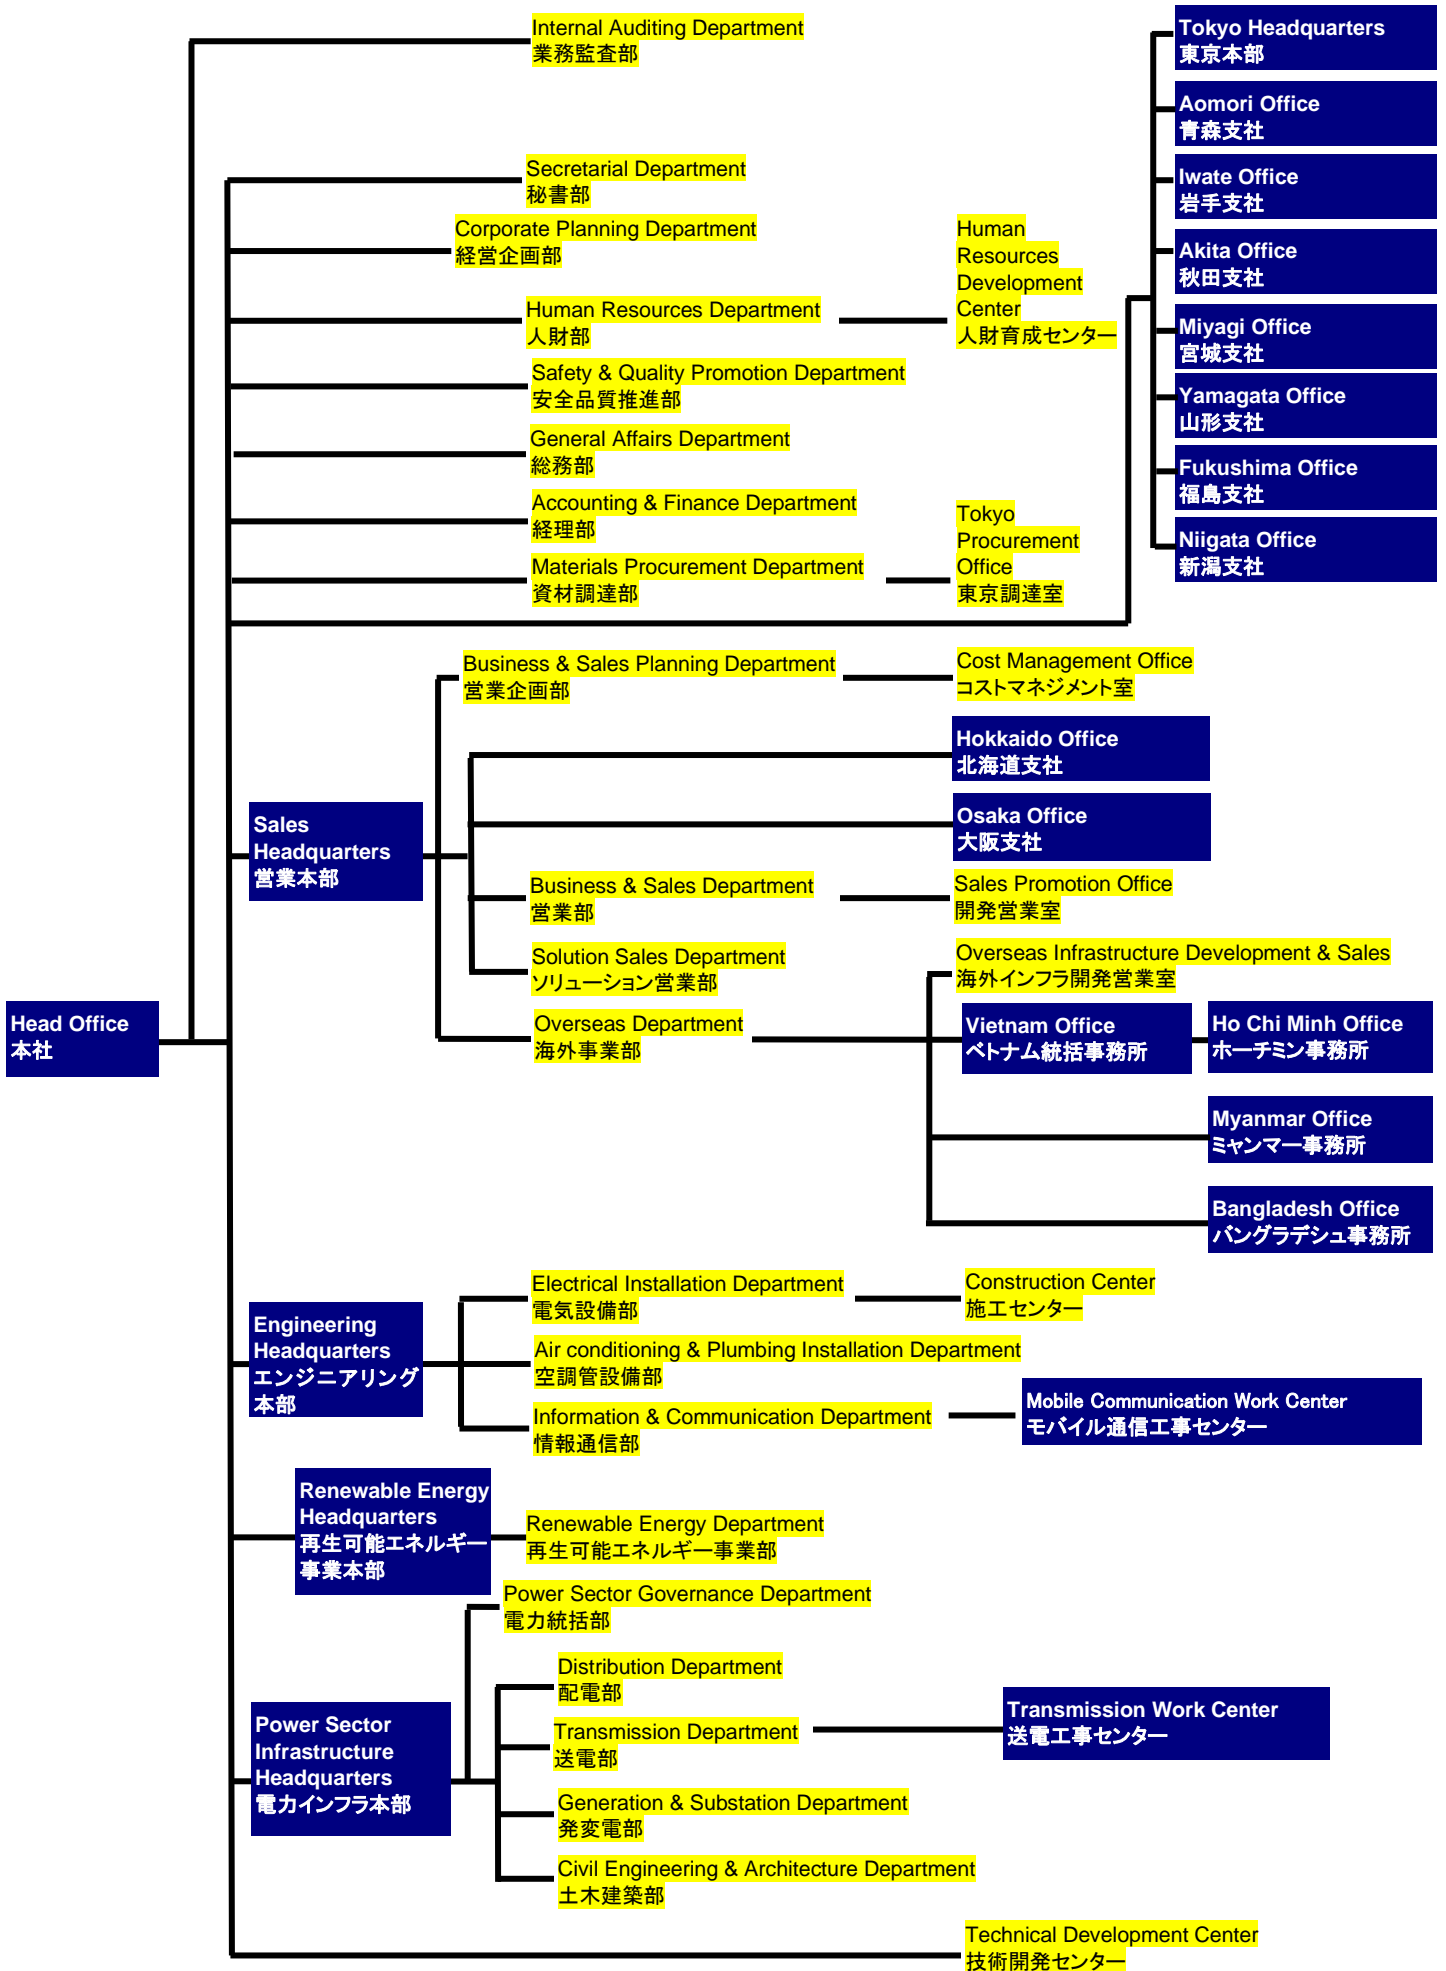 Internal Auditing Department
業務監査部
Secretarial Department
秘書部
Corporate Planning Department
経営企画部
Human Resources Department
人財部
Human
Resources
Development
Center
人財育成センター
Safety & Quality Promotion Department
安全品質推進部
General Affairs Department
総務部
Accounting & Finance Department
経理部
Materials Procurement Department
資材調達部
Tokyo
Procurement
Office
東京調達室
Tokyo Headquarters
東京本部
Aomori Office
青森支社
Iwate Office
岩手支社
Akita Office
秋田支社
Miyagi Office
宮城支社
Yamagata Office
山形支社
Fukushima Office
福島支社
Niigata Office
新潟支社
Business & Sales Planning Department
営業企画部
Cost Management Office
コストマネジメント室
Hokkaido Office
北海道支社
Osaka Office
大阪支社
Sales
Headquarters
営業本部
Business & Sales Department
営業部
Sales Promotion Office
開発営業室
Solution Sales Department
ソリューション営業部
Overseas Infrastructure Development & Sales
海外インフラ開発営業室
Head Office
本社
Overseas Department
海外事業部
Vietnam Office
ベトナム統括事務所
Ho Chi Minh Office
ホーチミン事務所
Myanmar Office
ミャンマー事務所
Bangladesh Office
バングラデシュ事務所
Engineering
Headquarters
エンジニアリング
本部
Electrical Installation Department
電気設備部
Construction Center
施工センター
Air conditioning & Plumbing Installation Department
空調管設備部
Information & Communication Department
情報通信部
Mobile Communication Work Center
モバイル通信工事センター
Renewable Energy
Headquarters
再生可能エネルギー
事業本部
Renewable Energy Department
再生可能エネルギー事業部
Power Sector Governance Department
電力統括部
Power Sector
Infrastructure
Headquarters
電力インフラ本部
Distribution Department
配電部
Transmission Department
送電部
Transmission Work Center
送電工事センター
Generation & Substation Department
発変電部
Civil Engineering & Architecture Department
土木建築部
Technical Development Center
技術開発センター